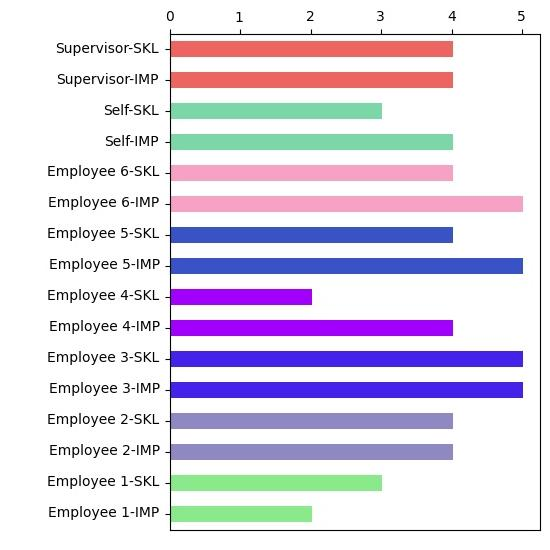 0 1 2 3 4 5
Supervisor-SKL
Supervisor-IMP
Self-SKL
Self-IMP
Employee 6-SKL
Employee 6-IMP
Employee 5-SKL
Employee 5-IMP
Employee 4-SKL
Employee 4-IMP
Employee 3-SKL
Employee 3-IMP
Employee 2-SKL
Employee 2-IMP
Employee 1-SKL
Employee 1-IMP